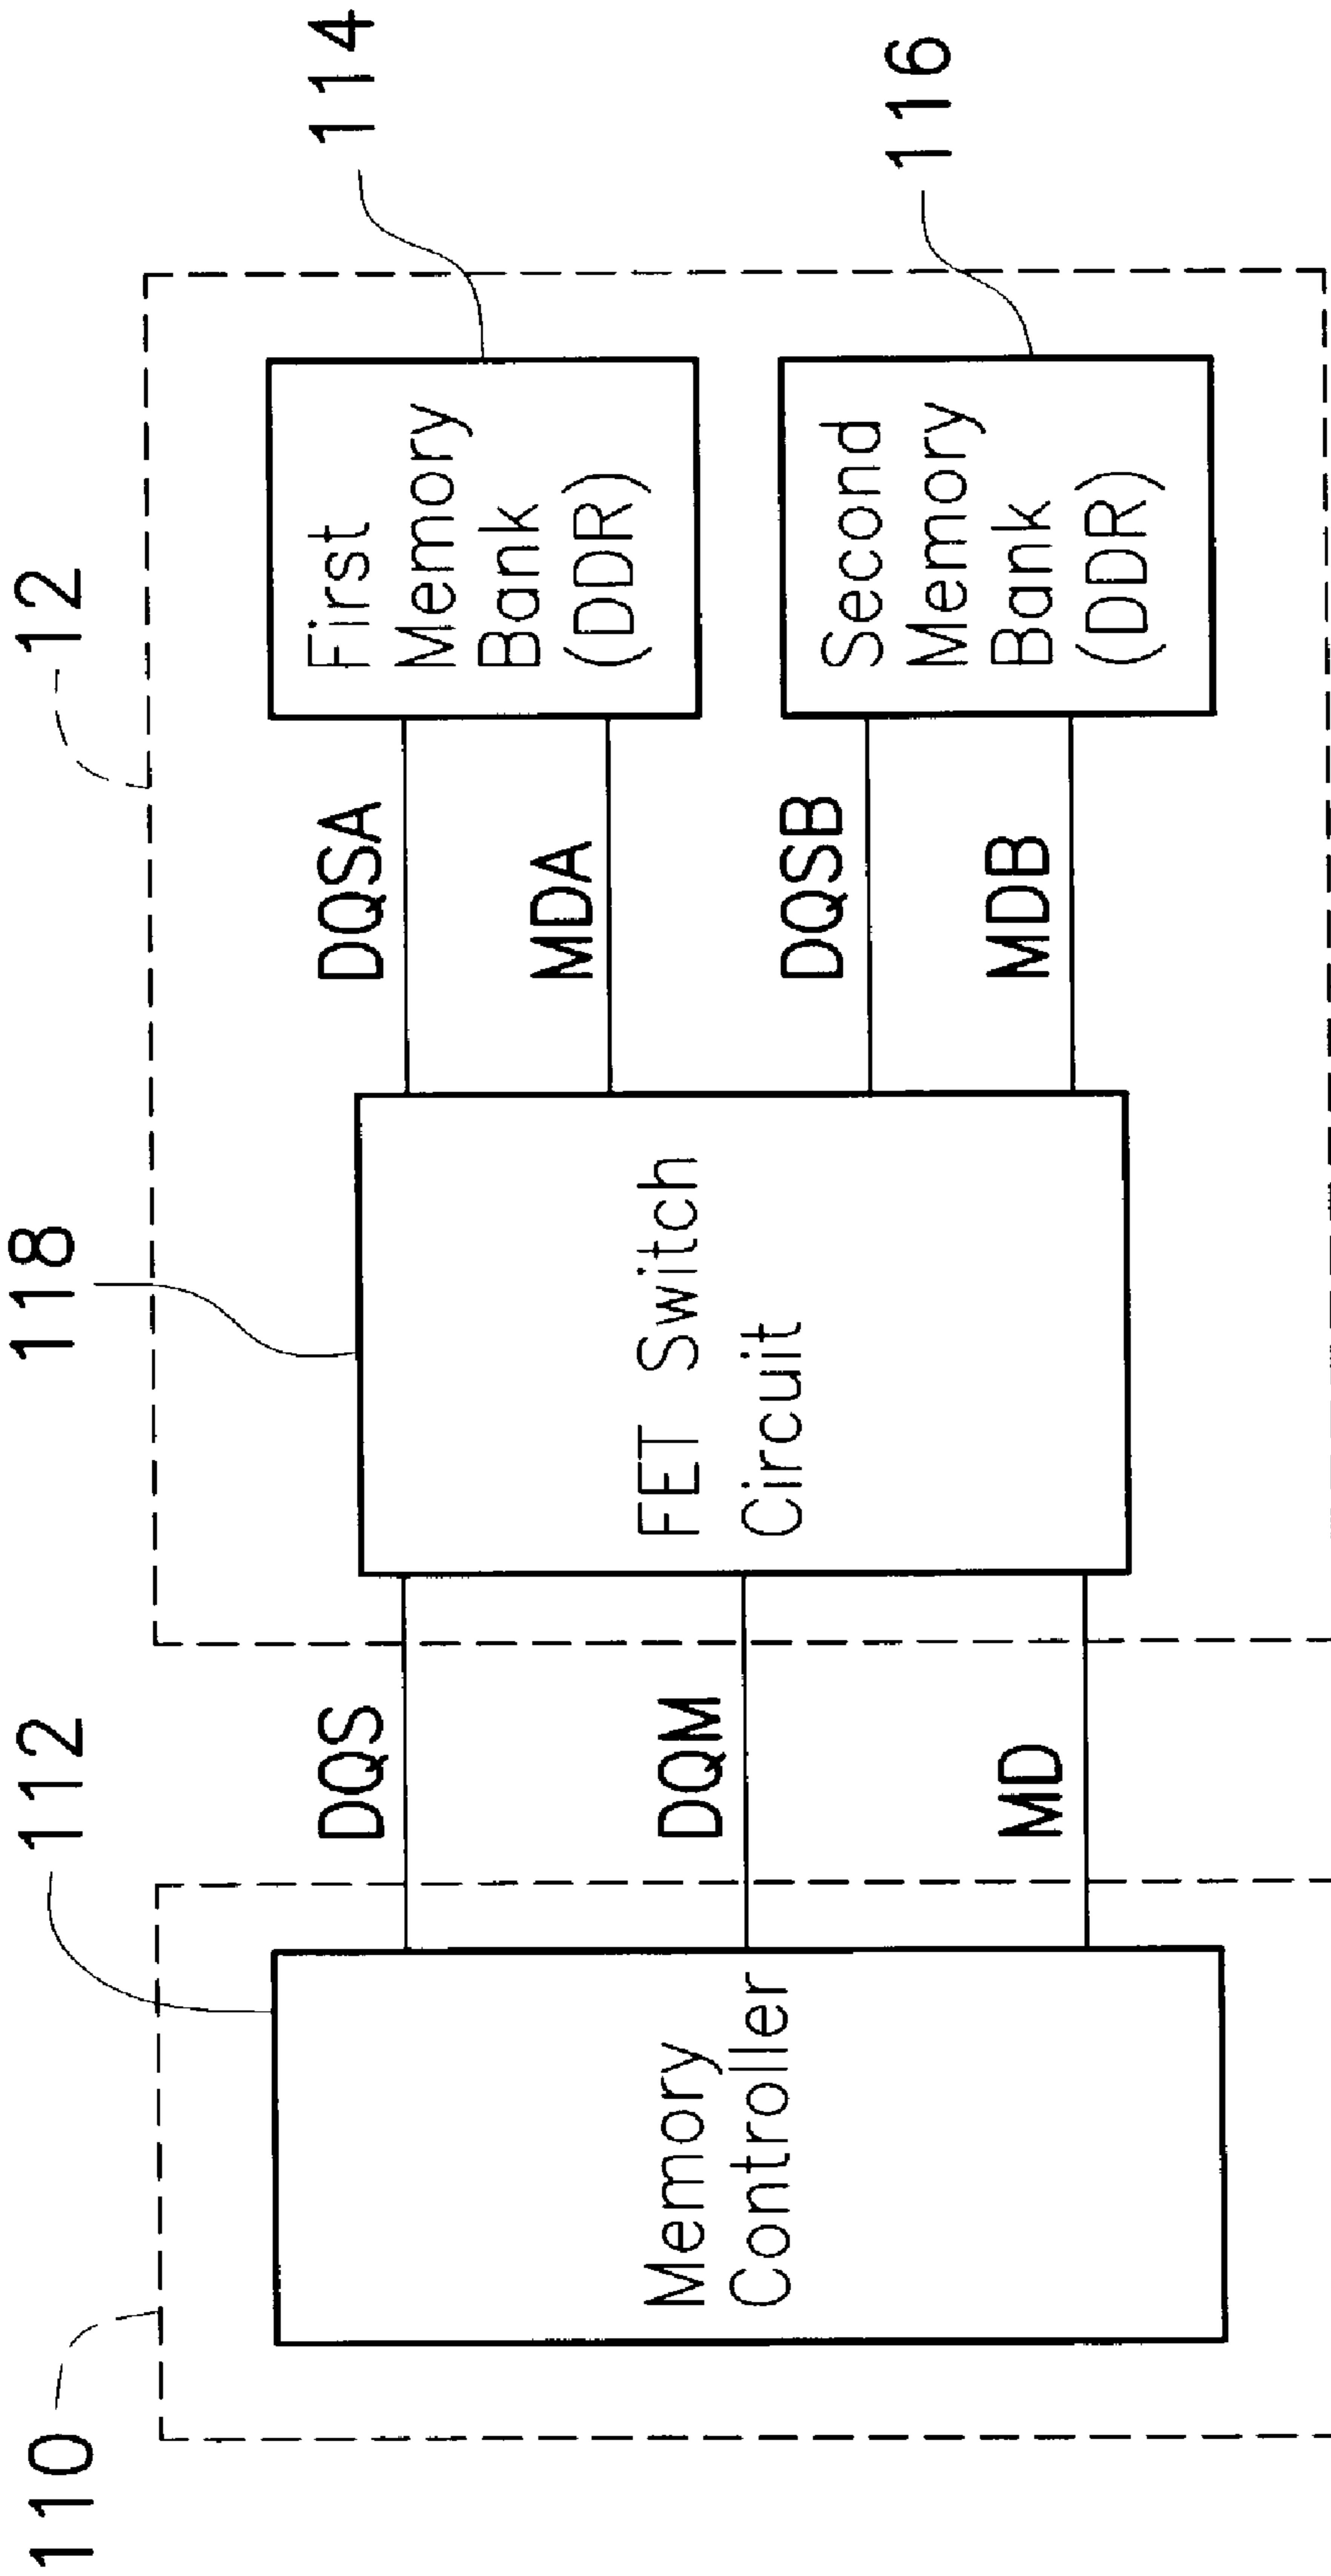 110
112
118
12
114
116
Memory
Controller
DQS
DQM
MD
FET Switch
Circuit
DQSA
MDA
DQSB
MDB
First
Memory
Bank
(DDR)
Second
Memory
Bank
(DDR)